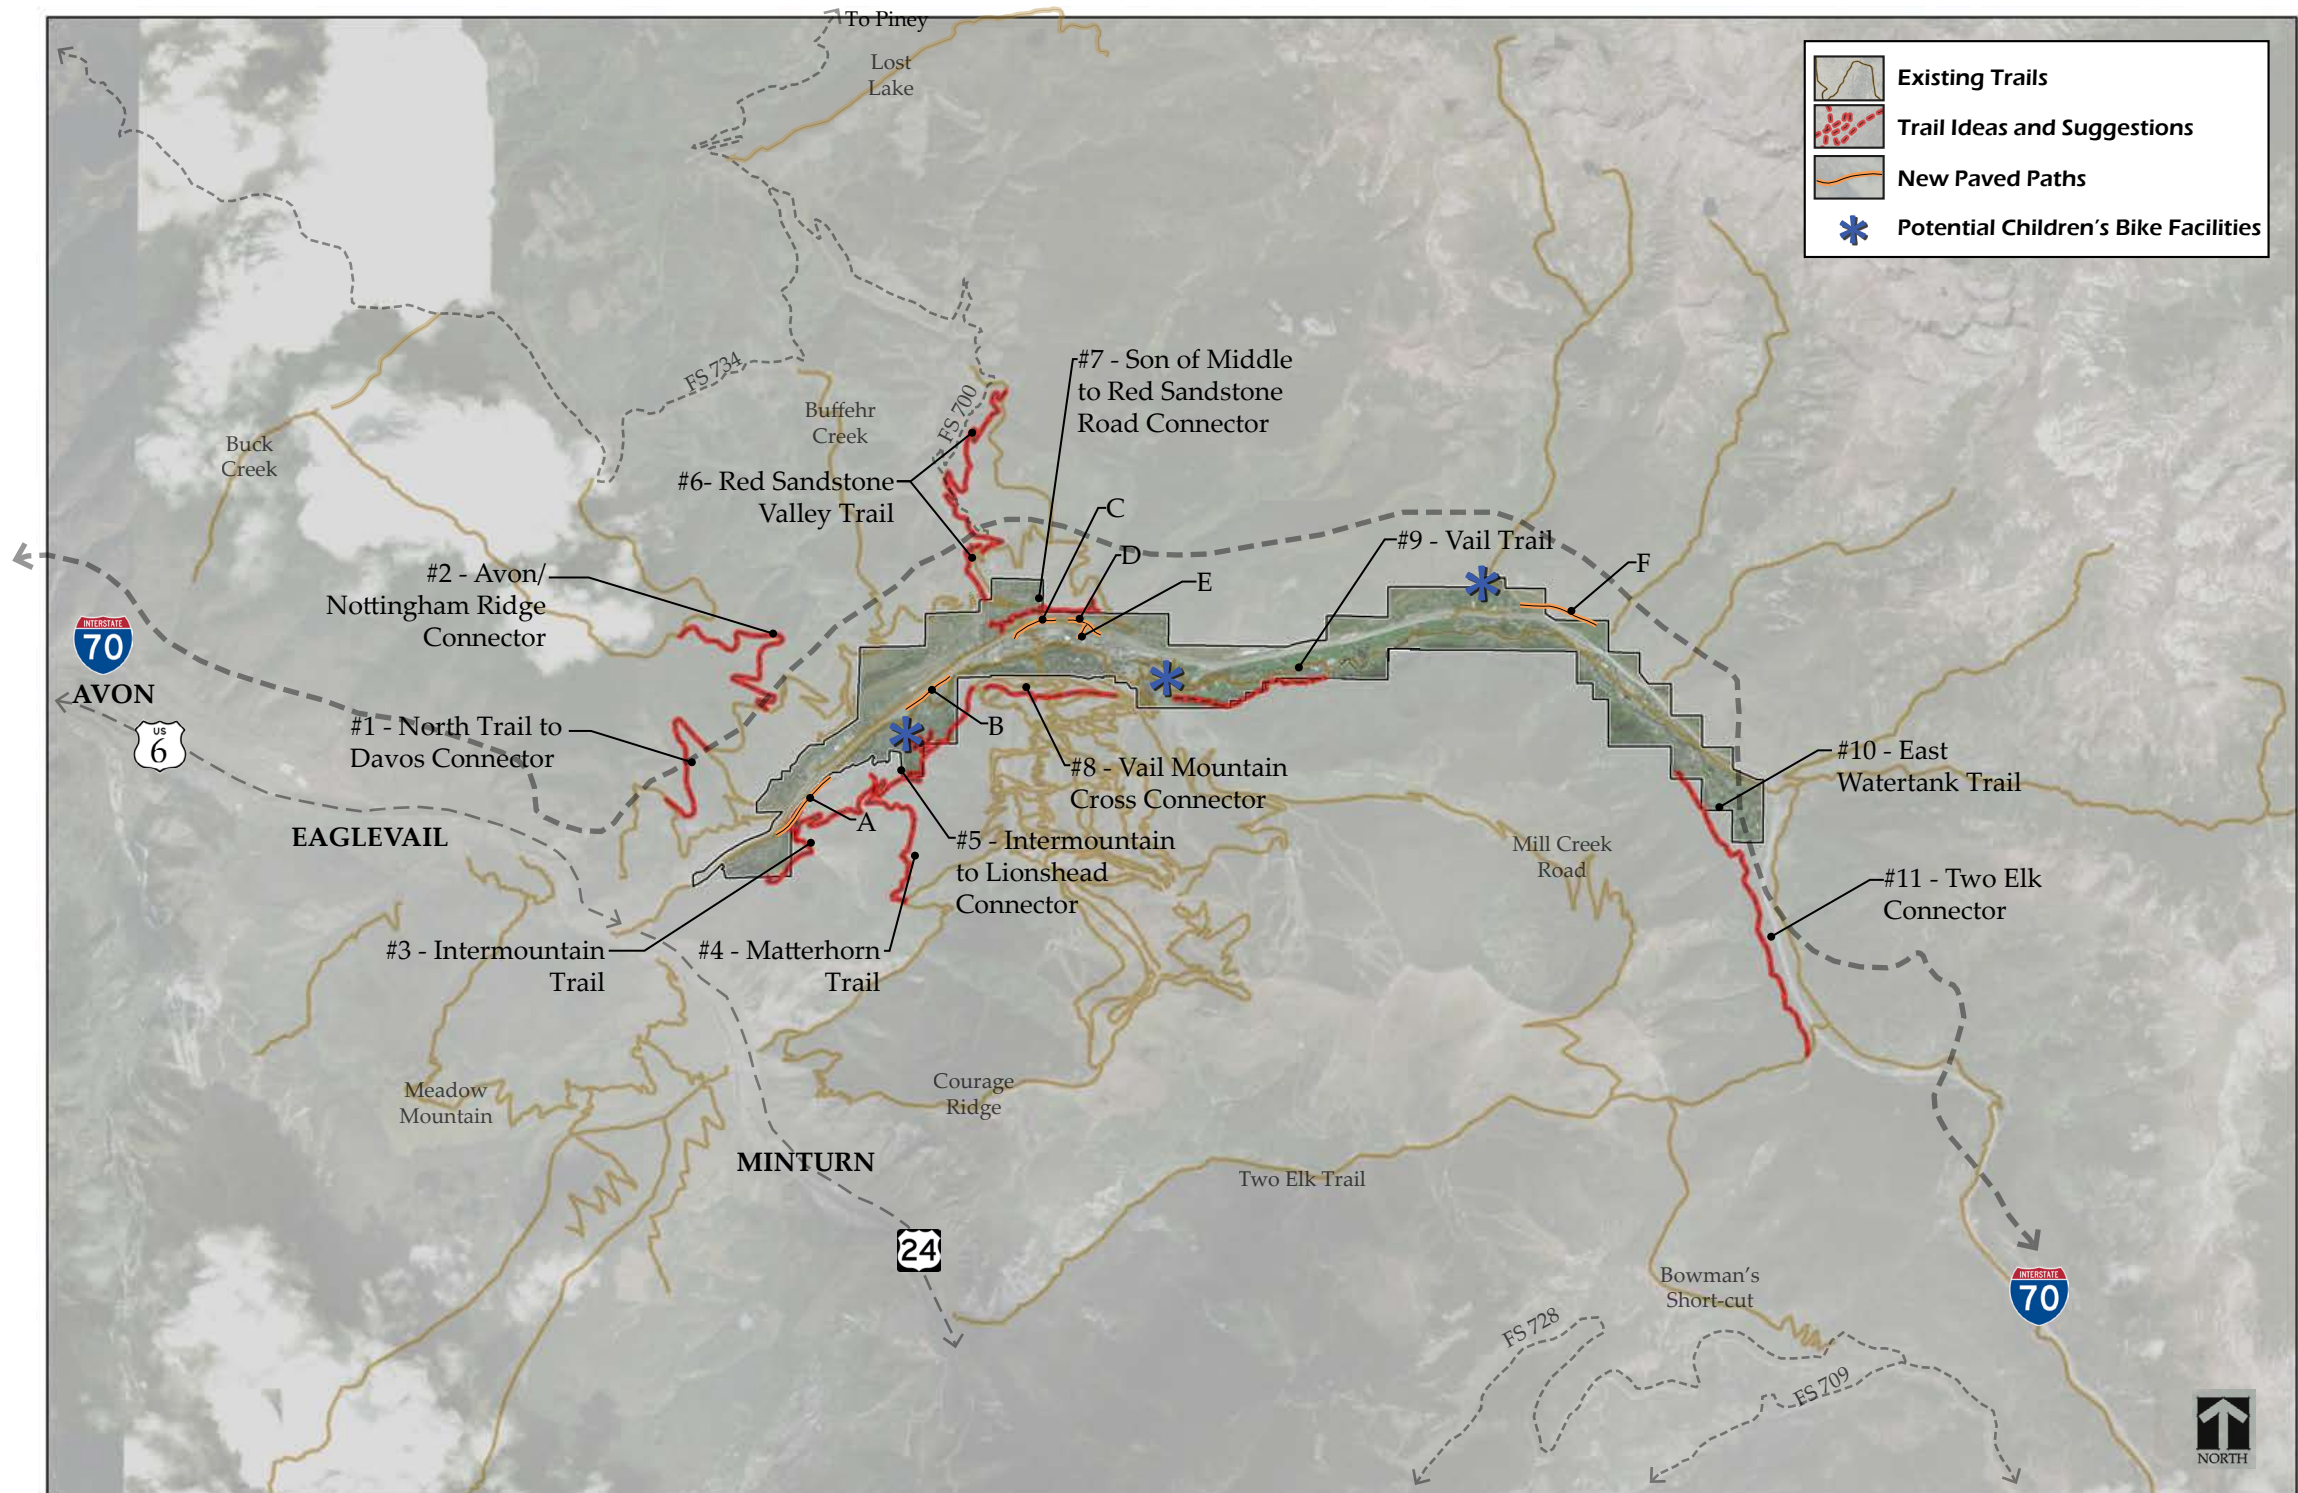 To Piney
Lost
Lake
Existing Trails
Trail Ideas and Suggestions
New Paved Paths
Potential Children's Bike Facilities
FS 734
Buffehr
Creek
FS 700
#7 - Son of Middle
to Red Sandstone
Road Connector
Buck
Creek
#6- Red Sandstone
Valley Trail
C
D
E
#9 - Vail Trail
F
#2 - Avon/
Nottingham Ridge
Connector
INTERSTATE
70
AVON
US
6
#1 - North Trail to
Davos Connector
B
#8 - Vail Mountain
Cross Connector
#10 - East
Watertank Trail
EAGLEVAIL
A
#5 - Intermountain
to Lionshead
Connector
Mill Creek
Road
#11 - Two Elk
Connector
#3 - Intermountain
Trail
#4 - Matterhorn
Trail
Meadow
Mountain
Courage
Ridge
MINTURN
Two Elk Trail
24
Bowman's
Short-cut
INTERSTATE
70
FS 728
FS 709
NORTH